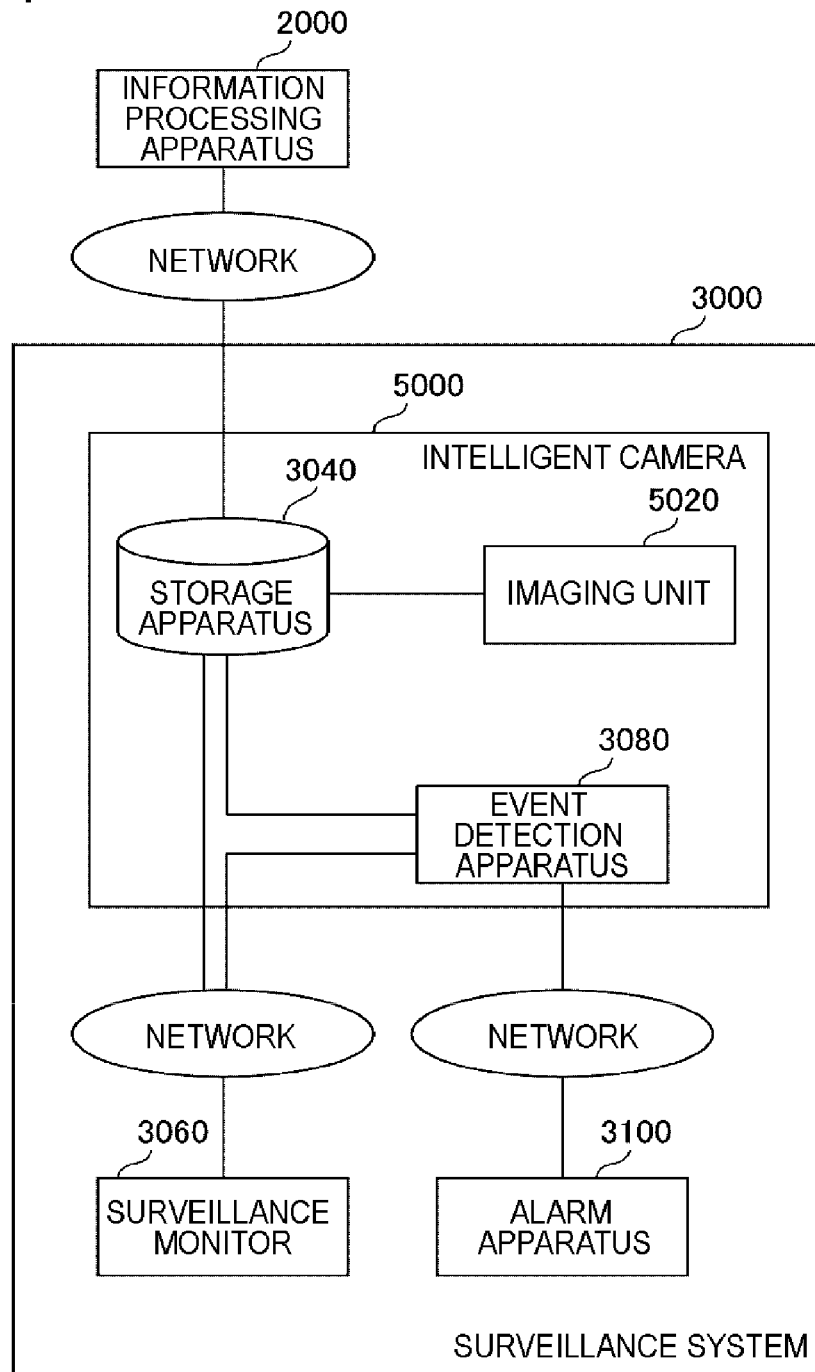 2000
INFORMATION
PROCESSING
APPARATUS
NETWORK
3000
5000
INTELLIGENT CAMERA
3040
5020
STORAGE
APPARATUS
IMAGING UNIT
3080
EVENT
DETECTION
APPARATUS
NETWORK
NETWORK
3060
3100
SURVEILLANCE
MONITOR
ALARM
APPARATUS
SURVEILLANCE SYSTEM